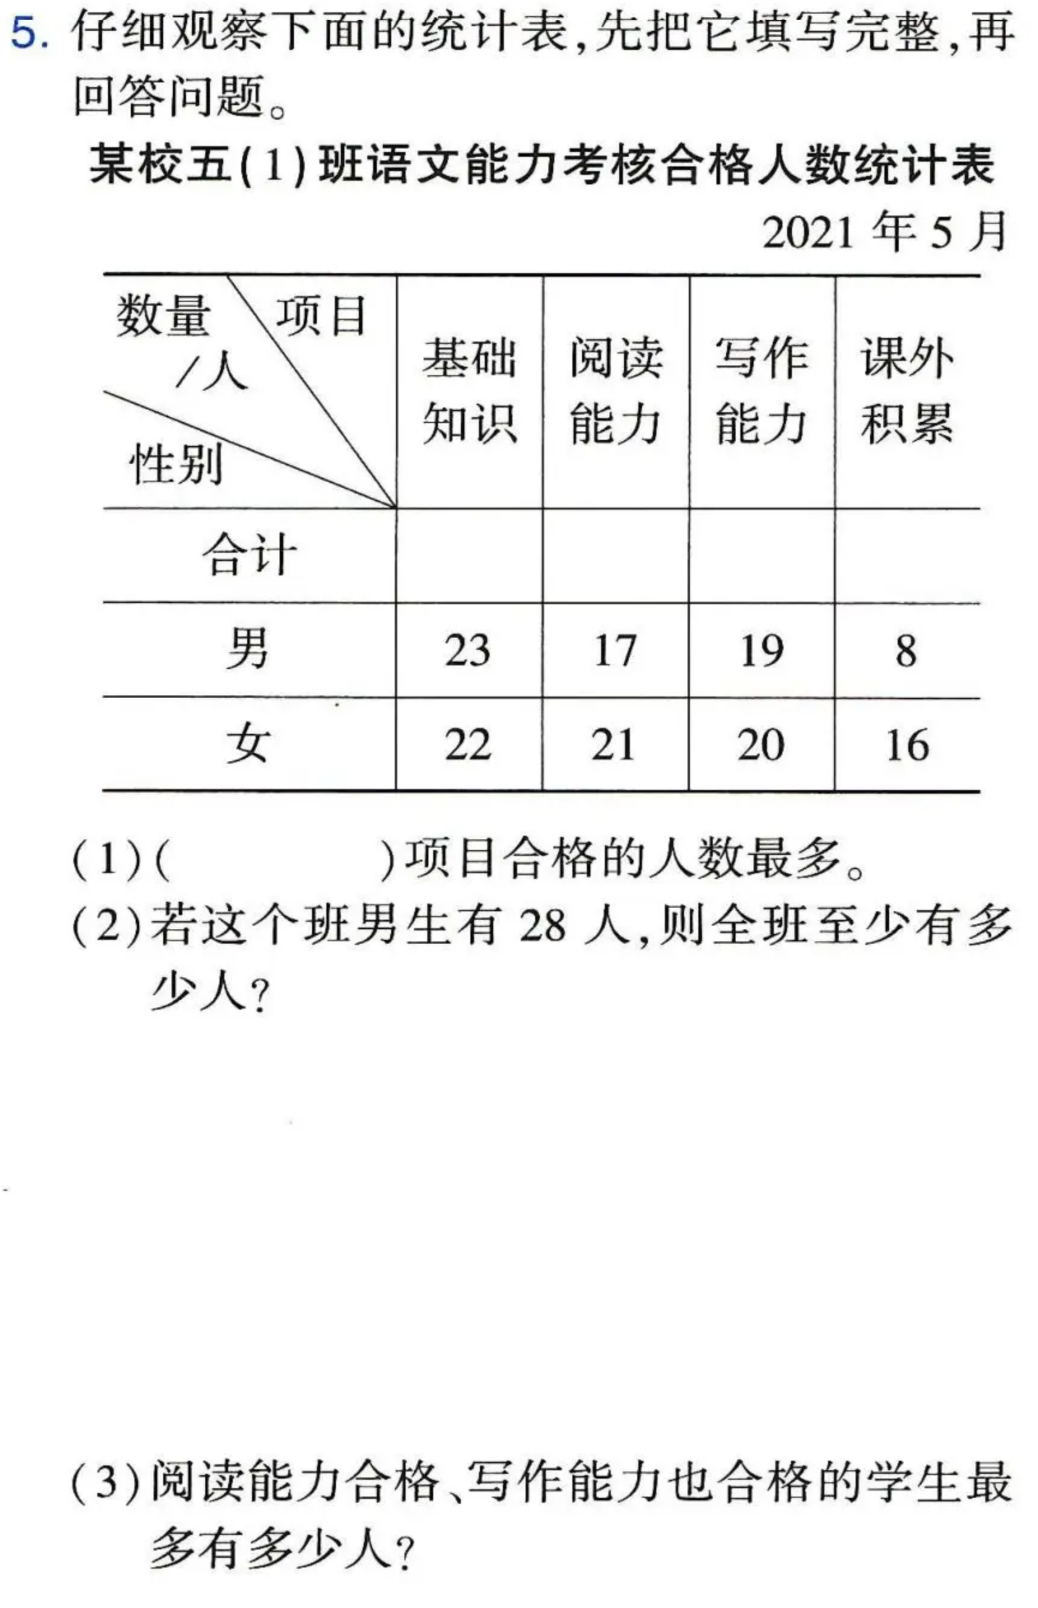 5. 仔细观察下面的统计表,先把它填写完整,再
回答问题。
某校五(1)班语文能力考核合格人数统计表
2021 年 5 月
数量 项目
/人
性别
基础 阅读 写作 课外
知识 能力 能力 积累
合计
男 23 17 19 8
女 22 21 20 16
(1)( )项目合格的人数最多。
(2)若这个班男生有 28 人,则全班至少有多
少人?
(3)阅读能力合格、写作能力也合格的学生最
多有多少人?